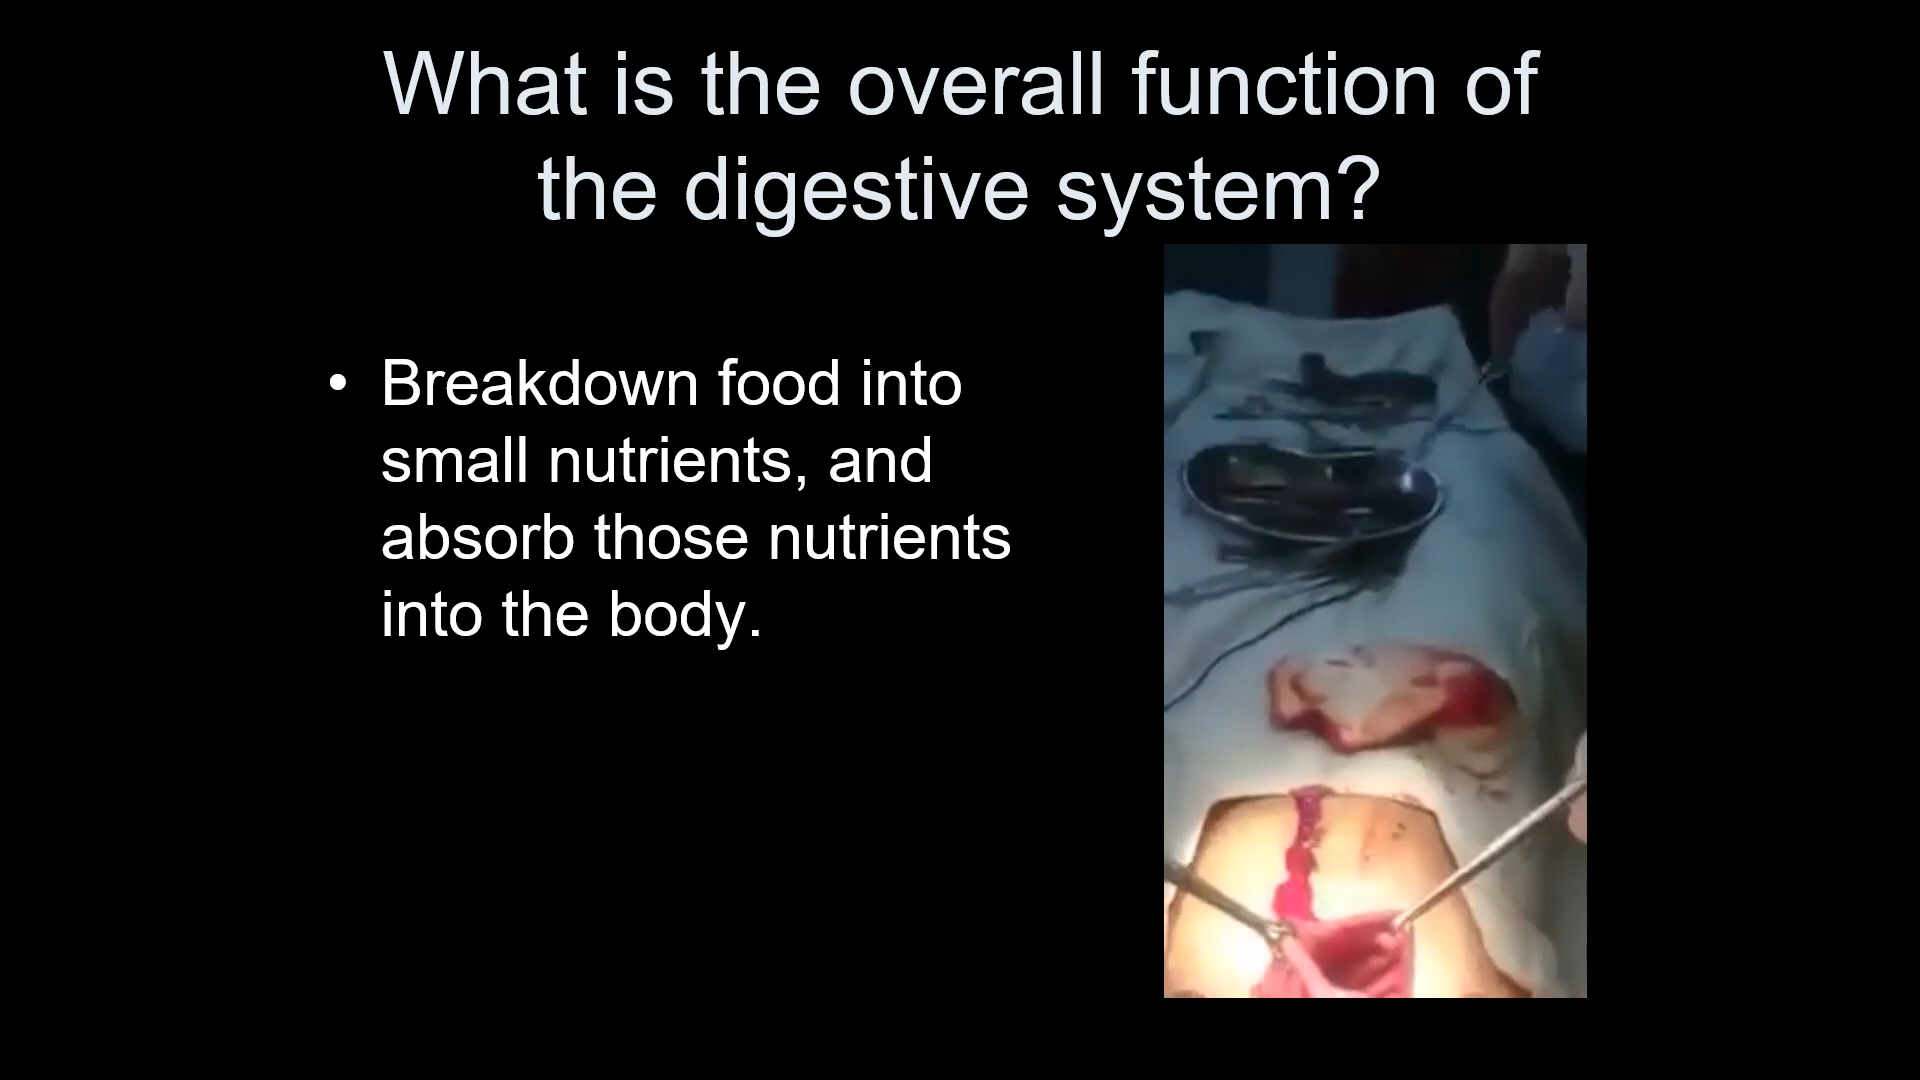 What is the overall function of
the digestive system?
• Breakdown food into
small nutrients, and
absorb those nutrients
into the body.